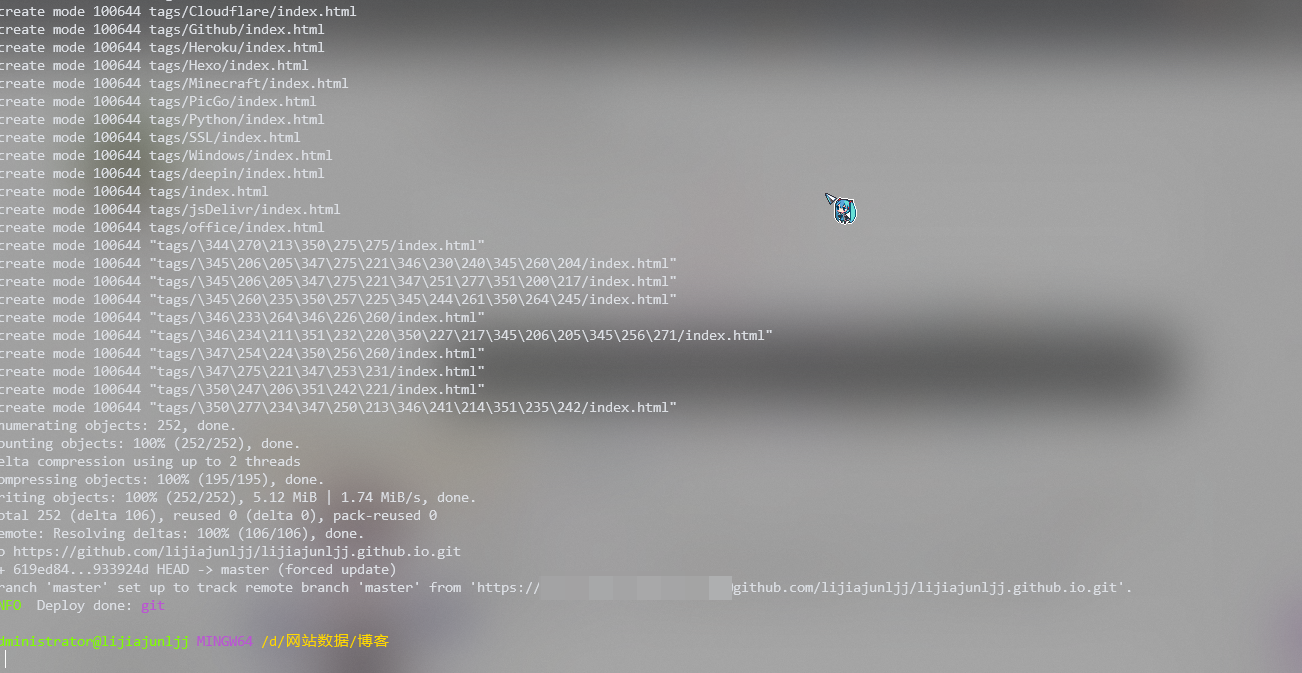 create mode 100644 tags/Cloudflare/index.html
create mode 100644 tags/Github/index.html
create mode 100644 tags/Heroku/index.html
create mode 100644 tags/Hexo/index.html
create mode 100644 tags/Minecraft/index.html
create mode 100644 tags/PicGo/index.html
create mode 100644 tags/Python/index.html
create mode 100644 tags/SSL/index.html
create mode 100644 tags/Windows/index.html
create mode 100644 tags/deepin/index.html
create mode 100644 tags/index.html
create mode 100644 tags/jsDelivr/index.html
create mode 100644 tags/office/index.html
create mode 100644 "tags/\344\270\213\350\275\275/index.html"
create mode 100644 "tags/\345\206\205\347\275\221\346\230\240\345\260\204/index.html"
create mode 100644 "tags/\345\206\205\347\275\221\347\251\277\351\200\217/index.html"
create mode 100644 "tags/\345\260\235\350\257\225\345\244\261\350\264\245/index.html"
create mode 100644 "tags/\346\233\264\346\226\260/index.html"
create mode 100644 "tags/\346\234\211\351\232\220\350\227\217\345\206\205\345\256\271/index.html"
create mode 100644 "tags/\347\254\224\350\256\260/index.html"
create mode 100644 "tags/\347\275\221\347\253\231/index.html"
create mode 100644 "tags/\350\247\206\351\242\221/index.html"
create mode 100644 "tags/\350\277\234\347\250\213\346\241\214\351\235\242/index.html"
numerating objects: 252, done.
ounting objects: 100% (252/252), done.
elta compression using up to 2 threads
ompressing objects: 100% (195/195), done.
riting objects: 100% (252/252), 5.12 MiB | 1.74 MiB/s, done.
otal 252 (delta 106), reused 0 (delta 0), pack-reused 0
emote: Resolving deltas: 100% (106/106), done.
o https://github.com/lijiajunljj/lijiajunljj.github.io.git
+ 619ed84...933924d HEAD -> master (forced update)
ranch 'master' set up to track remote branch 'master' from 'https://github.com/lijiajunljj/lijiajunljj.github.io.git'.
NFO  Deploy done: git
dministrator@lijiajunljj MINGW64 /d/网站数据/博客